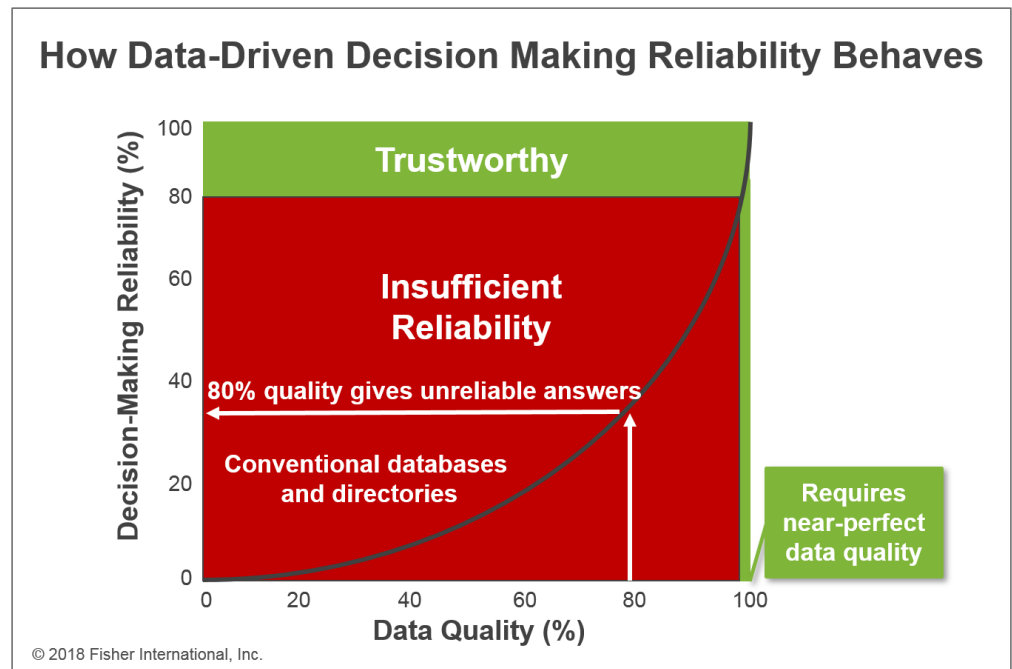 How Data-Driven Decision Making Reliability Behaves
Decision-Making Reliability (%)
100
80
60
40
20
0
Trustworthy
Insufficient
Reliability
80% quality gives unreliable answers
Conventional databases
and directories
Requires
near-perfect
data quality
0 20 40 60 80 100
Data Quality (%)
© 2018 Fisher International, Inc.